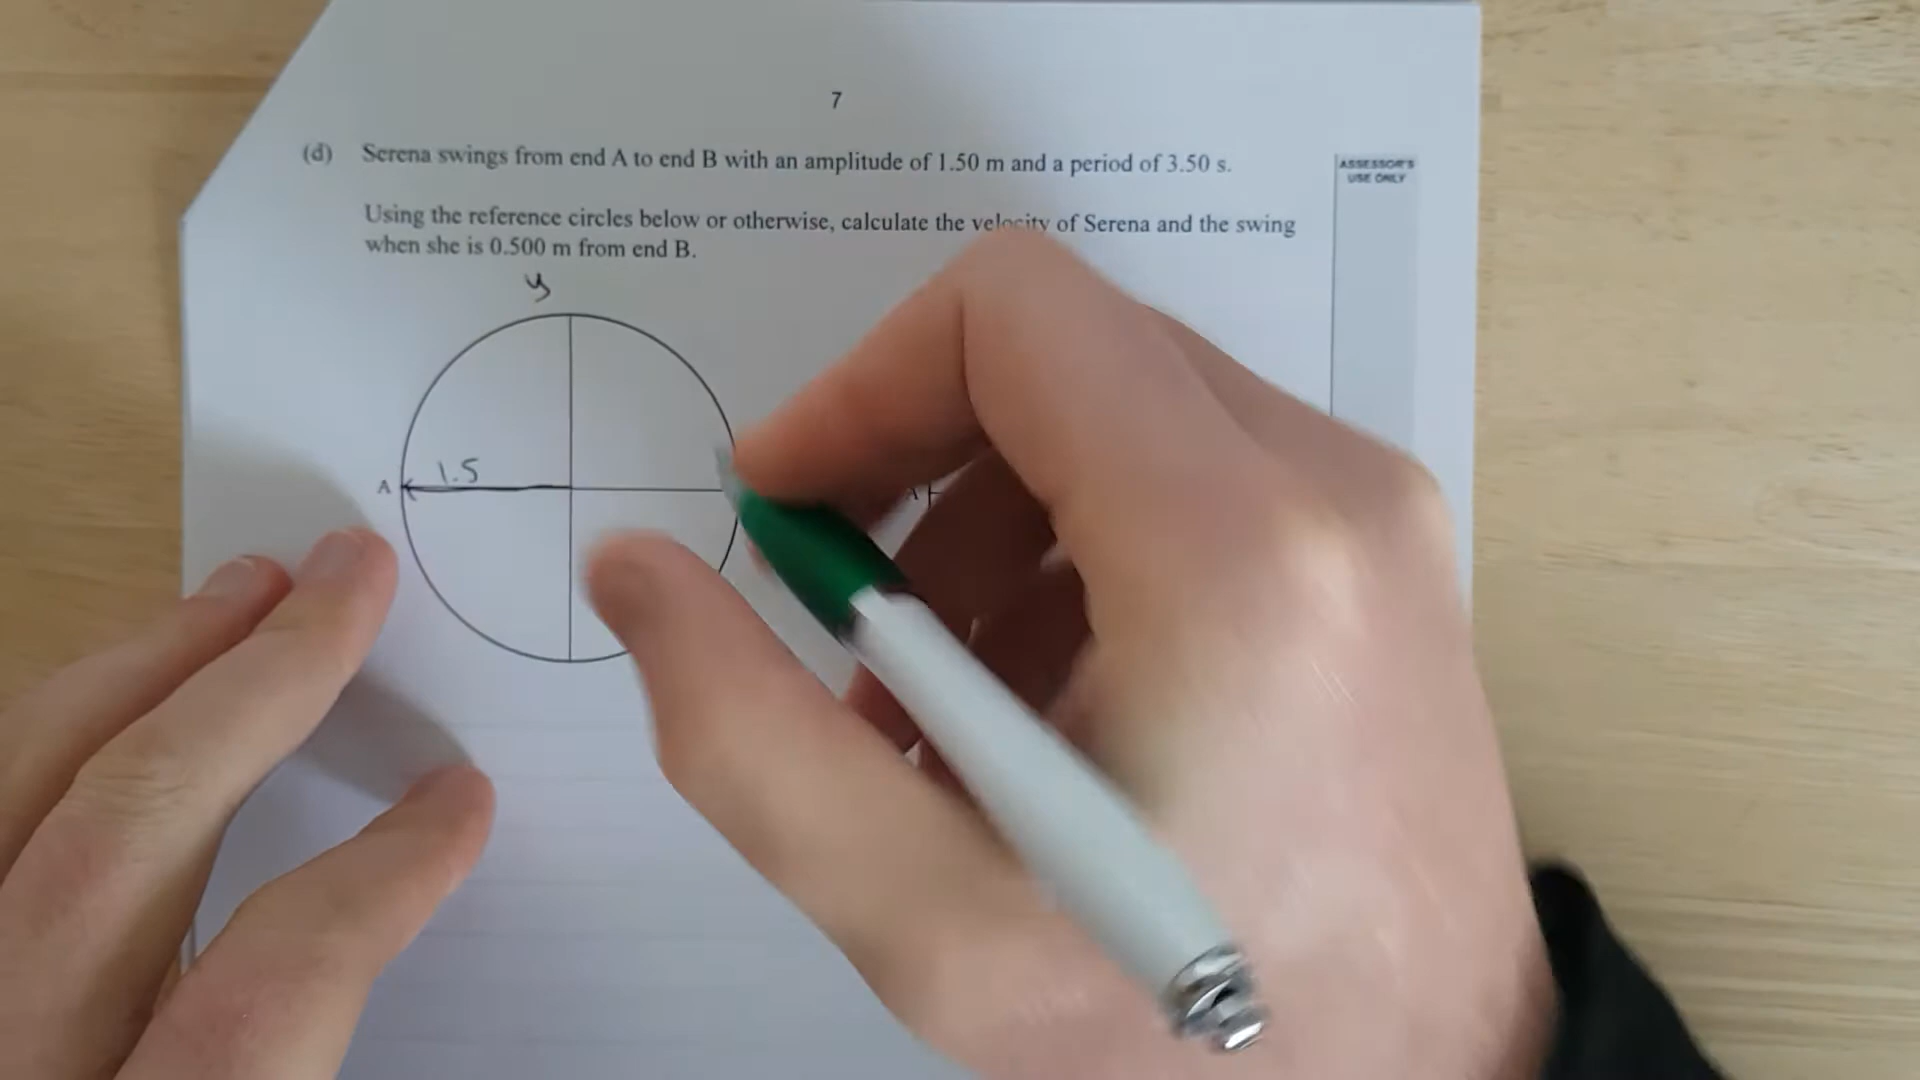 7
(d) Serena swings from end A to end B with an amplitude of 1.50 m and a period of 3.50 s.
ASSESSOR'S
USE ONLY
Using the reference circles below or otherwise, calculate the velocity of Serena and the swing
when she is 0.500 m from end B.
y
1.5
A
A